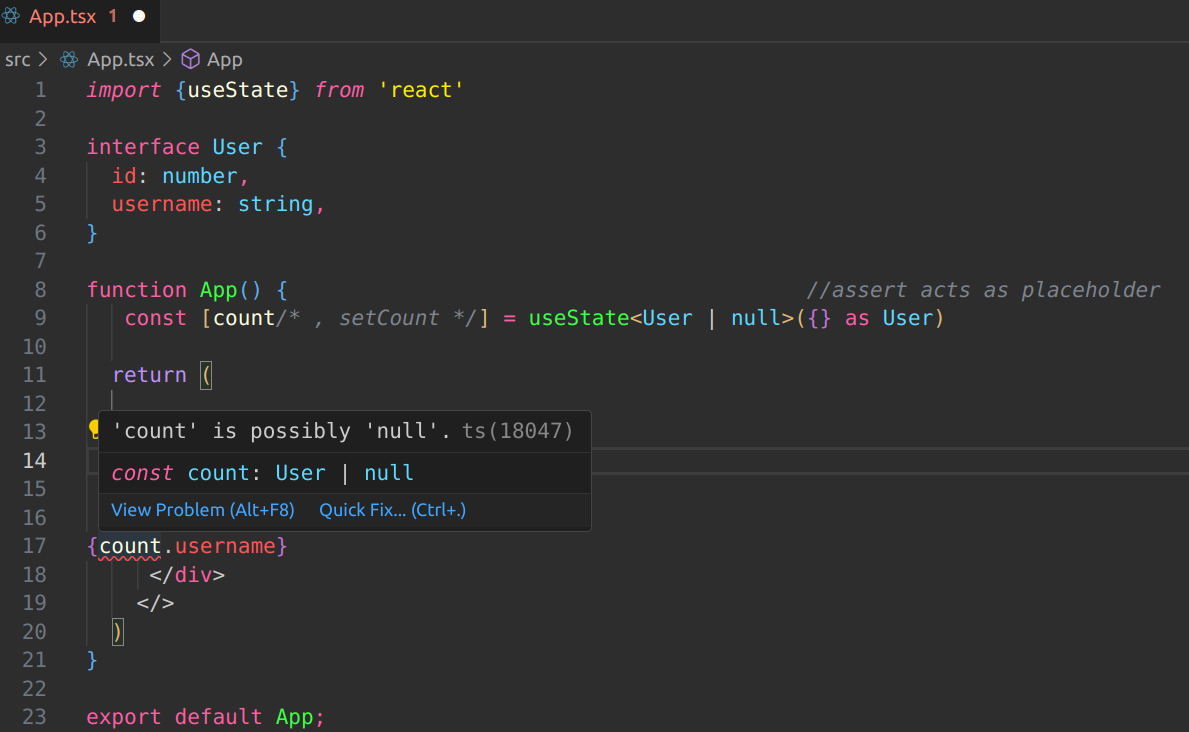 App.tsx 1
src > App.tsx > App
1 import {useState} from 'react'
2
3 interface User {
4 id: number,
5 username: string,
6 }
7
8 function App() { //assert acts as placeholder
9 const [count/* , setCount */] = useState<User | null>({} as User)
10
11 return (
12
13 'count' is possibly 'null'. ts(18047)
14 const count: User | null
15 View Problem (Alt+F8) Quick Fix... (Ctrl+.)
16
17 {count.username}
18 </div>
19 </>
20 )
21 }
22
23 export default App;